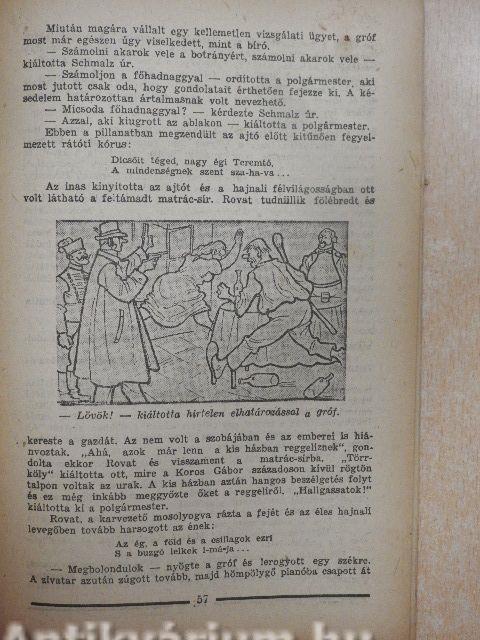 Miután magára vállalt egy kellemetlen vizsgálati ügyet, a gróf
most már egészen úgy viselkedett, mint a bíró.
— Számolni akarok vele a botrányért, számolni akarok vele —
kiáltotta Schmalz úr.
— Számoljon a főhadnaggyal — ordította a polgármester, aki
most jutott csak oda, hogy gondolatait érthetően fejezze ki. A ké-
sedelem határozottan ártalmasnak volt nevezhető.
— Micsoda főhadnaggyal? — kérdezte Schmalz úr.
— Azzal, aki kiugrott az ablakon — kiáltotta a polgármester.
Ebben a pillanatban megzendült az ajtó előtt kitűnően fegyel-
mezett rátóti kórus:
Dicsőít téged, nagy égi Teremtő,
A mindenségnek szent sza-ha-va ...
Az inas kinyitotta az ajtót és a hajnali félvilágosságban ott
volt látható a feltámadt matrác-sír. Rovat tudniillik fölébredt és
— Lövök! — kiáltotta hirtelen elhatározással a gróf.
kereste a gazdát. Az nem volt a szobájában és az emberei is hiá-
nyoztak. „Ahá, azok már lenn a kis házban reggeliznek", gon-
dolta ekkor Rovat és visszament a matrác-sírba. „Törr-
köly" kiáltotta ott, mire a Koros Gábor századoson kívül rögtön
talpon voltak az urak. A kis házban aztán hangos beszélgetés folyt
és ez még inkább meggyőzte őket a reggeliről. „Hallgassatok!"
kiáltotta ki a polgármester.
Rovat, a karvezető mosolyogva rázta a fejét és az éles hajnali
levegőben tovább harsogott az ének:
Az ég, a föld és a csillagok ezri
S a buzgó lelkek i-má-ja ...
— Megbolondulok — nyögte a gróf és lerogyott egy székre.
A zivatar azután zúgott tovább, majd hömpölygő pianóba csapott át
57
Antikvárium.hu